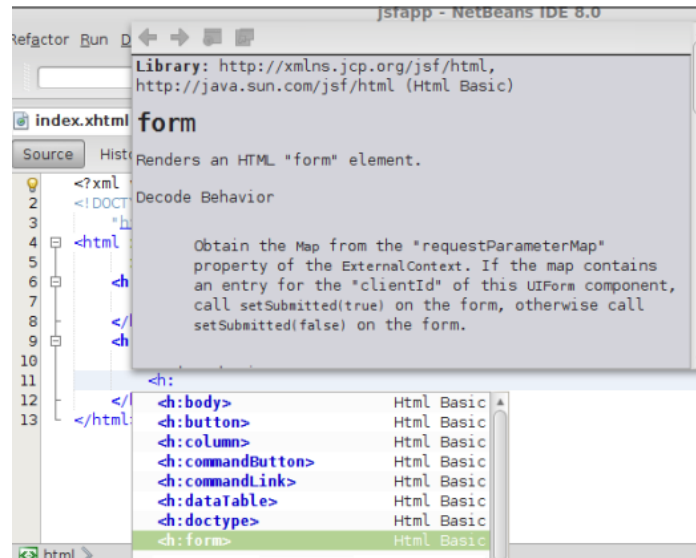 jsfapp - NetBeans IDE 8.0
Refactor Run D
Library: http://xmlns.jcp.org/jsf/html,
http://java.sun.com/jsf/html (Html Basic)
index.xhtml
form
Source Histo
Renders an HTML "form" element.
Decode Behavior
Obtain the Map from the "requestParameterMap"
property of the ExternalContext. If the map contains
an entry for the "clientId" of this UIForm component,
call setSubmitted(true) on the form, otherwise call
setSubmitted(false) on the form.
<?xml
2 <!DOCT
3 "h
4 <html
5
6 <h
7
8 </
9 <h
10
11 <h:
12 </
13 </html
<h:body> Html Basic
<h:button> Html Basic
<h:column> Html Basic
<h:commandButton> Html Basic
<h:commandLink> Html Basic
<h:dataTable> Html Basic
<h:doctype> Html Basic
<h:form> Html Basic
html